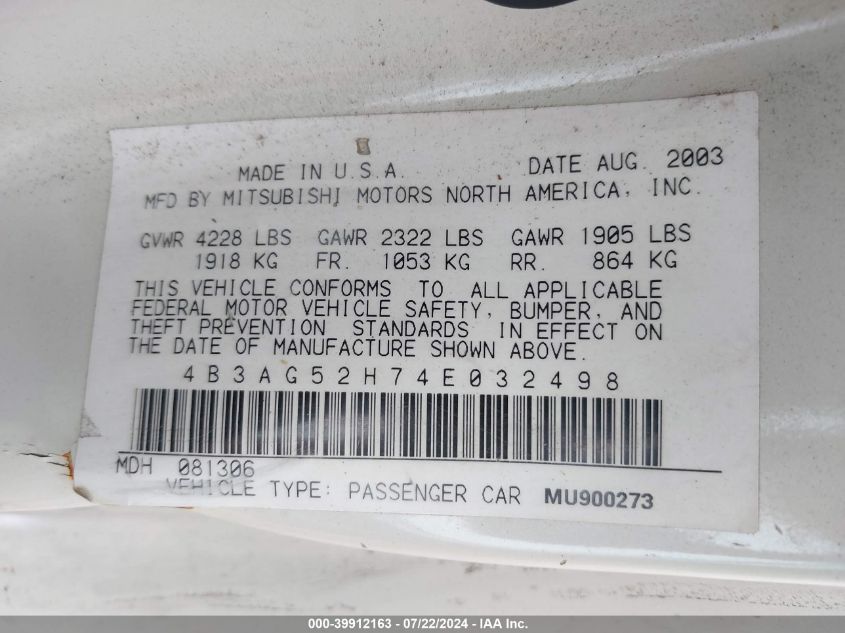 MADE IN U.S.A. DATE AUG. 2003
MFD BY MITSUBISHI MOTORS NORTH AMERICA, INC.
GVWR 4228 LBS GAWR 2322 LBS GAWR 1905 LBS
1918 KG FR. 1053 KG RR. 864 KG
THIS VEHICLE CONFORMS TO ALL APPLICABLE
FEDERAL MOTOR VEHICLE SAFETY, BUMPER, AND
THEFT PREVENTION STANDARDS IN EFFECT ON
THE DATE OF MANUFACTURE SHOWN ABOVE.
4B3AG52H74E032498
MDH 081306
VEHICLE TYPE: PASSENGER CAR MU900273
000-39912163 - 07/22/2024 - IAA Inc.